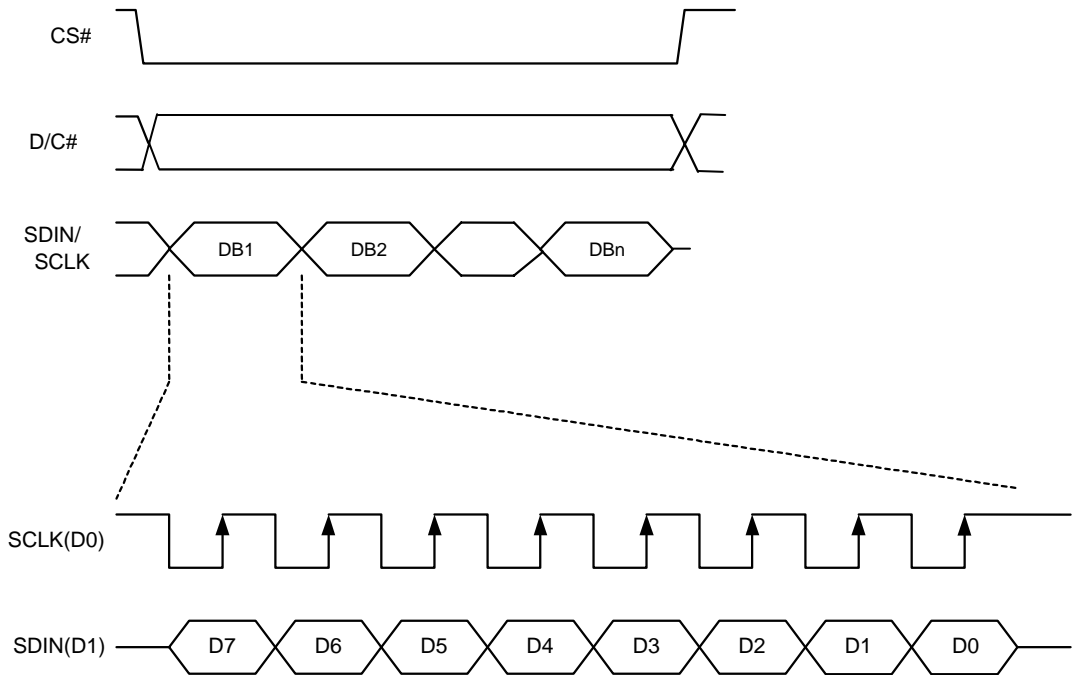 CS#
D/C#
SDIN/
SCLK
DB1 DB2 DBn
SCLK(D0)
SDIN(D1) D7 D6 D5 D4 D3 D2 D1 D0